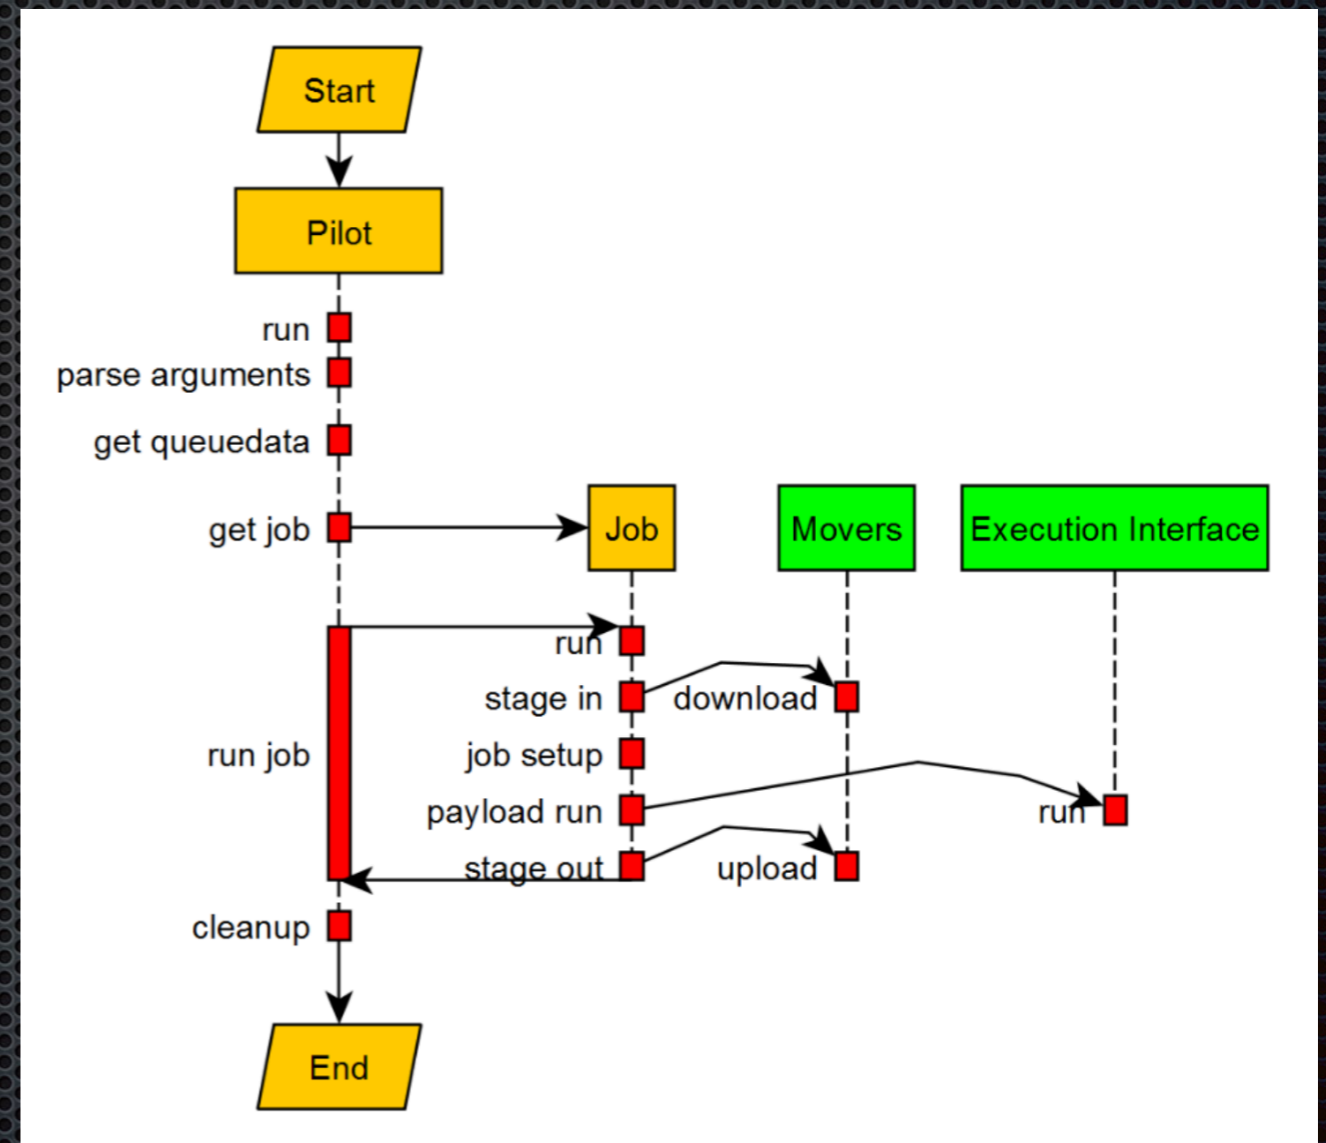 Start
Pilot
run
parse arguments
get queuedata
get job
Job
Movers
Execution Interface
run
stage in
download
run job
job setup
payload run
run
stage out
upload
cleanup
End